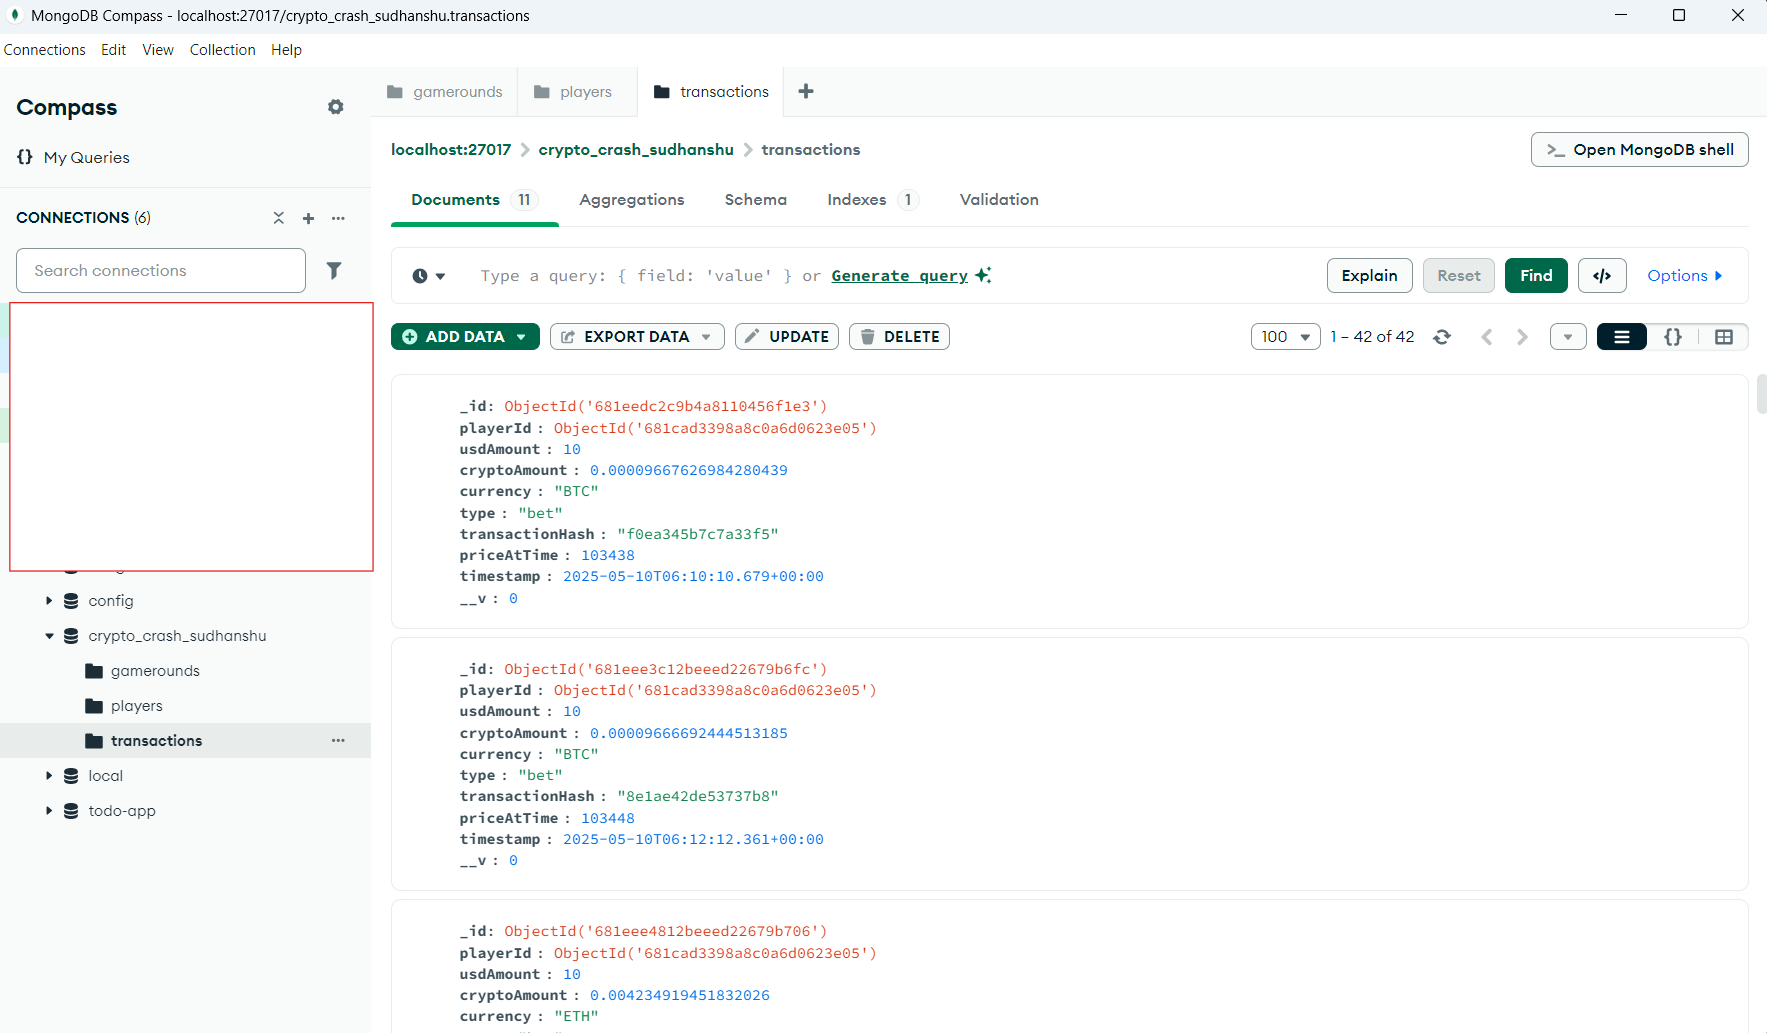 MongoDB Compass - localhost:27017/crypto_crash_sudhanshu.transactions
Connections Edit View Collection Help
Compass
{} My Queries
CONNECTIONS (6)
Search connections
config
crypto_crash_sudhanshu
gamerounds
players
transactions
local
todo-app
gamerounds players transactions
localhost:27017 > crypto_crash_sudhanshu > transactions
>_ Open MongoDB shell
Documents 11 Aggregations Schema Indexes 1 Validation
Type a query: { field: 'value' } or Generate query
Explain Reset Find </> Options
ADD DATA EXPORT DATA UPDATE DELETE
100 1 – 42 of 42 {}
_id: ObjectId('681eedc2c9b4a8110456f1e3')
playerId : ObjectId('681cad3398a8c0a6d0623e05')
usdAmount : 10
cryptoAmount : 0.00009667626984280439
currency : "BTC"
type : "bet"
transactionHash : "f0ea345b7c7a33f5"
priceAtTime : 103438
timestamp : 2025-05-10T06:10:10.679+00:00
__v : 0
_id: ObjectId('681eee3c12beeed22679b6fc')
playerId : ObjectId('681cad3398a8c0a6d0623e05')
usdAmount : 10
cryptoAmount : 0.00009666692444513185
currency : "BTC"
type : "bet"
transactionHash : "8e1ae42de53737b8"
priceAtTime : 103448
timestamp : 2025-05-10T06:12:12.361+00:00
__v : 0
_id: ObjectId('681eee4812beeed22679b706')
playerId : ObjectId('681cad3398a8c0a6d0623e05')
usdAmount : 10
cryptoAmount : 0.004234919451832026
currency : "ETH"